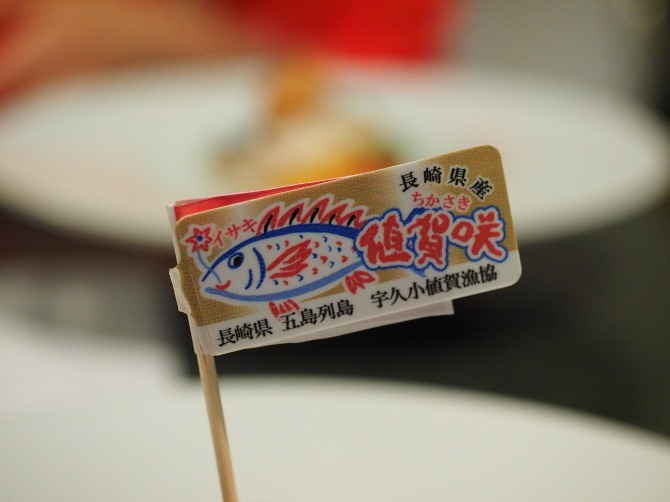 長崎県産
イサキ
ちかさき
値賀咲
長崎県 五島列島 宇久小値賀漁協